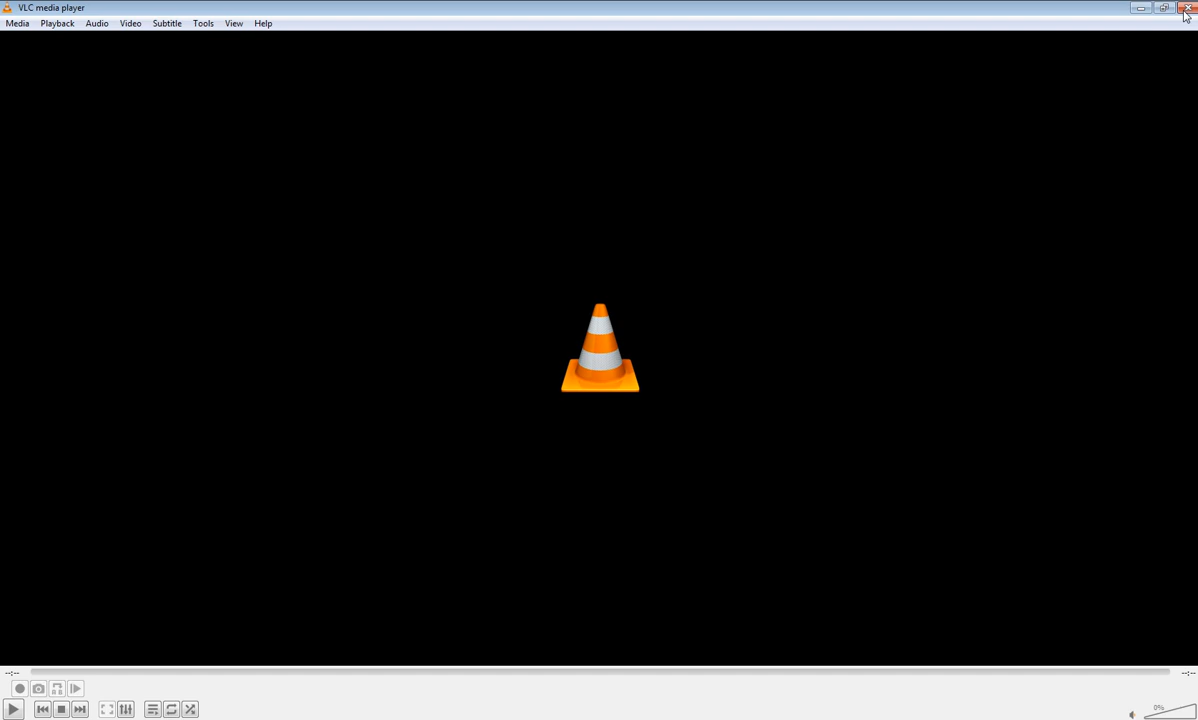 VLC media player
Media Playback Audio Video Subtitle Tools View Help
--:-- --:--
0%